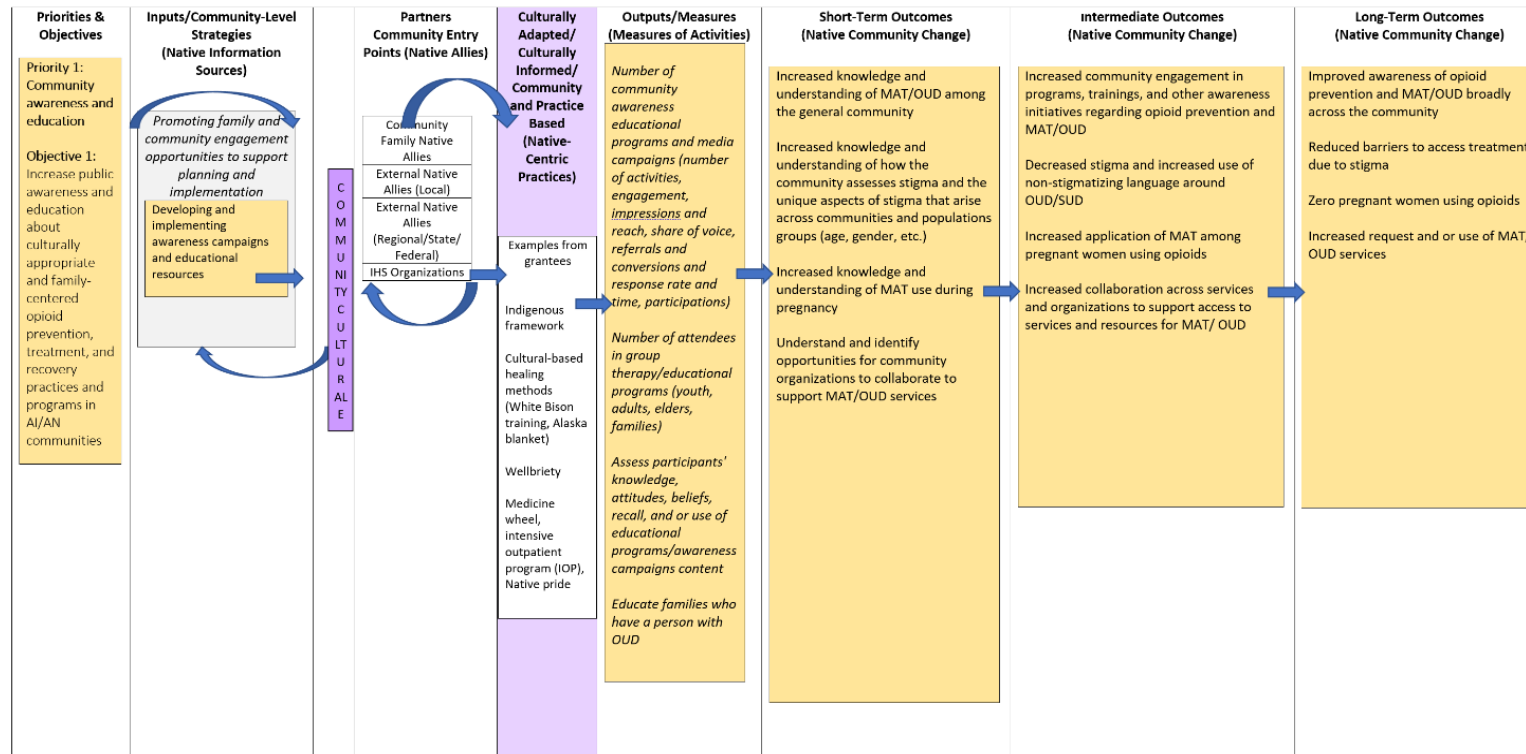 Priorities &
Objectives
Priority 1:
Community
awareness and
education
Objective 1:
Increase public
awareness and
education
about
culturally
appropriate
and family-
centered
opioid
prevention,
treatment, and
recovery
practices and
programs in
AI/AN
communities
Inputs/Community-Level
Strategies
(Native Information
Sources)
Promoting family and
community engagement
opportunities to support
planning and
implementation
Developing and
implementing
awareness campaigns
and educational
resources
C
O
M
M
U
NI
TY
C
U
LT
U
R
AL
E
Partners
Community Entry
Points (Native Allies)
Community
Family Native
Allies
External Native
Allies (Local)
External Native
Allies
(Regional/State/
Federal)
IHS Organizations
Culturally
Adapted/
Culturally
Informed/
Community
and Practice
Based
(Native-
Centric
Practices)
Examples from
grantees
Indigenous
framework
Cultural-based
healing
methods
(White Bison
training, Alaska
blanket)
Wellbriety
Medicine
wheel,
intensive
outpatient
program (IOP),
Native pride
Outputs/Measures
(Measures of Activities)
Number of
community
awareness
educational
programs and media
campaigns (number
of activities,
engagement,
impressions and
reach, share of voice,
referrals and
conversions and
response rate and
time, participations)
Number of attendees
in group
therapy/educational
programs (youth,
adults, elders,
families)
Assess participants'
knowledge,
attitudes, beliefs,
recall, and or use of
educational
programs/awareness
campaigns content
Educate families who
have a person with
OUD
Short-Term Outcomes
(Native Community Change)
Increased knowledge and
understanding of MAT/OUD among
the general community
Increased knowledge and
understanding of how the
community assesses stigma and the
unique aspects of stigma that arise
across communities and populations
groups (age, gender, etc.)
Increased knowledge and
understanding of MAT use during
pregnancy
Understand and identify
opportunities for community
organizations to collaborate to
support MAT/OUD services
Intermediate Outcomes
(Native Community Change)
Increased community engagement in
programs, trainings, and other awareness
initiatives regarding opioid prevention and
MAT/OUD
Decreased stigma and increased use of
non-stigmatizing language around
OUD/SUD
Increased application of MAT among
pregnant women using opioids
Increased collaboration across services
and organizations to support access to
services and resources for MAT/ OUD
Long-Term Outcomes
(Native Community Change)
Improved awareness of opioid
prevention and MAT/OUD broadly
across the community
Reduced barriers to access treatment
due to stigma
Zero pregnant women using opioids
Increased request and or use of MAT/
OUD services